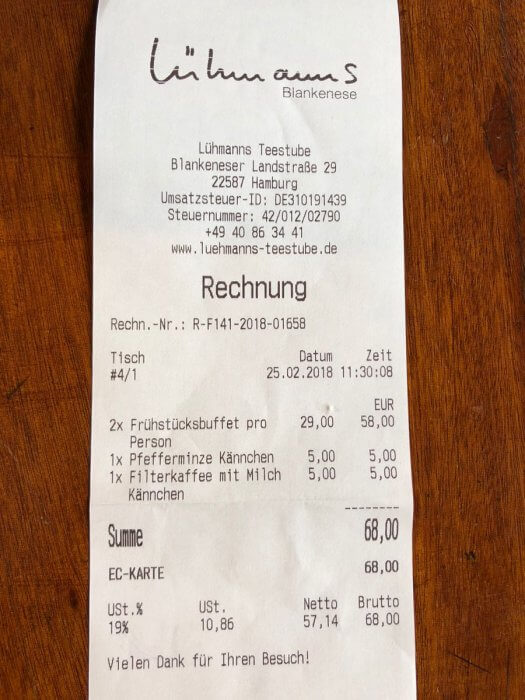 Lühmanns
Blankenese
Lühmanns Teestube
Blankeneser Landstraße 29
22587 Hamburg
Umsatzsteuer-ID: DE310191439
Steuernummer: 42/012/02790
+49 40 86 34 41
www.luehmanns-teestube.de
Rechnung
Rechn.-Nr.: R-F141-2018-01658
Tisch Datum Zeit
#4/1 25.02.2018 11:30:08
EUR
2x Frühstücksbuffet pro 29,00 58,00
Person
1x Pfefferminze Kännchen 5,00 5,00
1x Filterkaffee mit Milch 5,00 5,00
Kännchen
--------
Summe 68,00
EC-KARTE 68,00
USt.% USt. Netto Brutto
19% 10,86 57,14 68,00
Vielen Dank für Ihren Besuch!